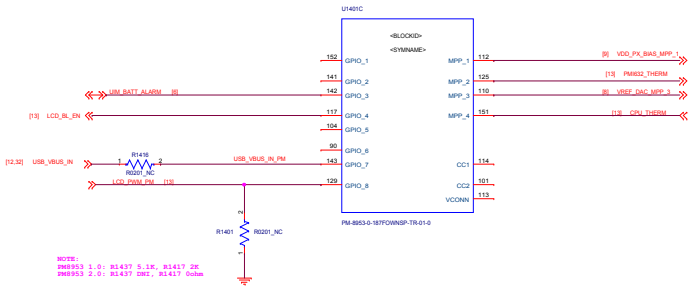 U1401C
<BLOCKID>
<SYMNAME>
152 GPIO_1 MPP_1 112 [9] VDD_PX_BIAS_MPP_1
141 GPIO_2 MPP_2 125 [13] PMI632_THERM
UIM_BATT_ALARM [6] 142 GPIO_3 MPP_3 110 [8] VREF_DAC_MPP_3
[13] LCD_BL_EN 117 GPIO_4 MPP_4 151 [13] CPU_THERM
104 GPIO_5
90 GPIO_6
R1416
[12,32] USB_VBUS_IN 1 2 USB_VBUS_IN_PM 143 GPIO_7 CC1 114
R0201_NC
LCD_PWM_PM [13] 129 GPIO_8 CC2 101
VCONN 113
2
PM-8953-0-187FOWNSP-TR-01-0
R1401 R0201_NC
1
NOTE:
PM8953 1.0: R1437 5.1K, R1417 2K
PM8953 2.0: R1437 DNI, R1417 0ohm